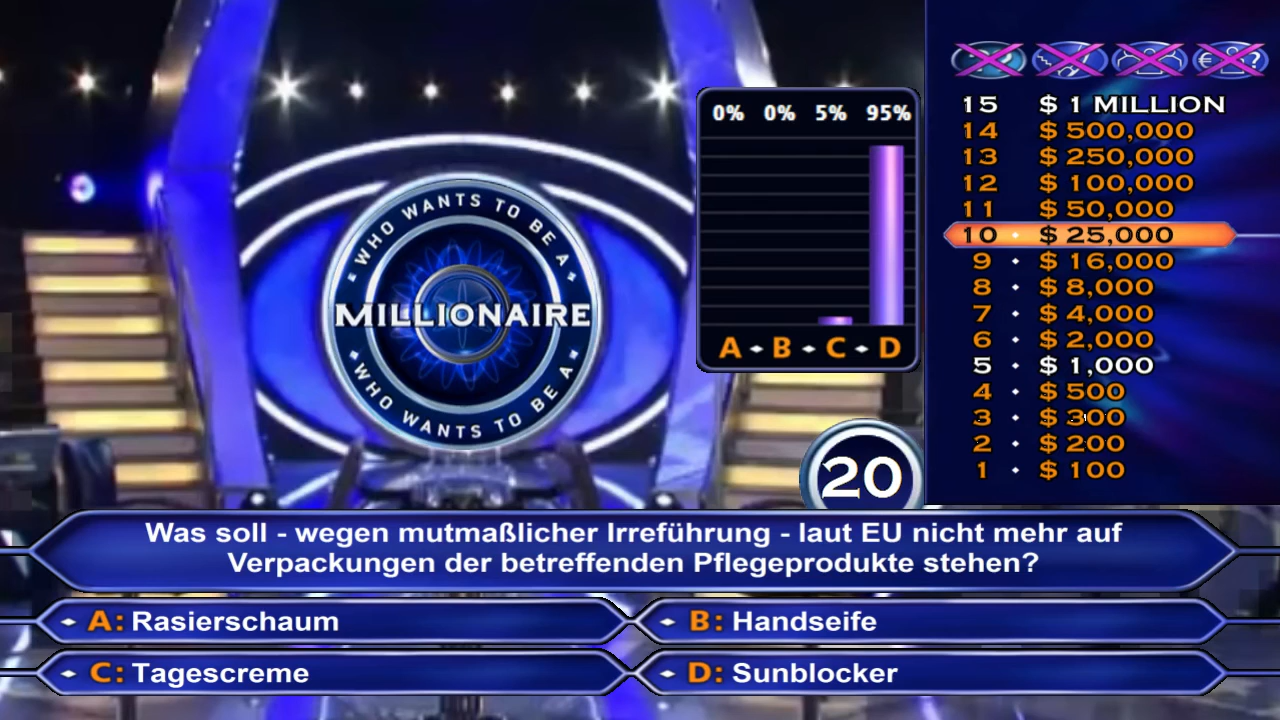 WHO WANTS TO BE A
MILLIONAIRE
WHO WANTS TO BE A
0% 0% 5% 95%
A B C D
20
€ ?
15 $ 1 MILLION
14 $ 500,000
13 $ 250,000
12 $ 100,000
11 $ 50,000
10 $ 25,000
9 $ 16,000
8 $ 8,000
7 $ 4,000
6 $ 2,000
5 $ 1,000
4 $ 500
3 $ 300
2 $ 200
1 $ 100
Was soll - wegen mutmaßlicher Irreführung - laut EU nicht mehr auf
Verpackungen der betreffenden Pflegeprodukte stehen?
A: Rasierschaum
B: Handseife
C: Tagescreme
D: Sunblocker